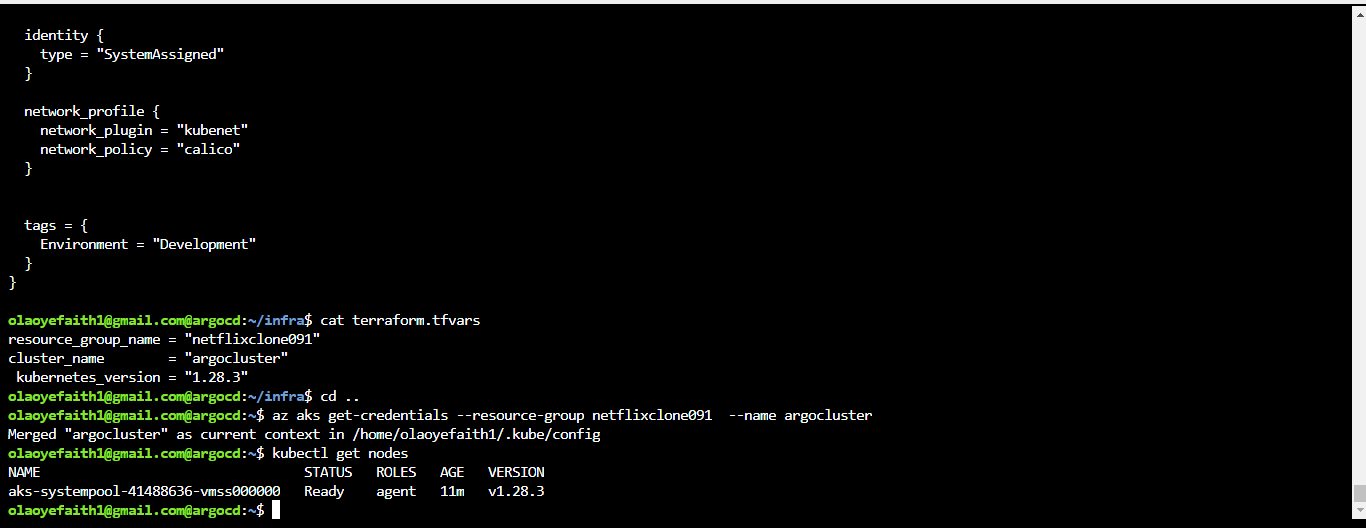 identity {
    type = "SystemAssigned"
  }
  network_profile {
    network_plugin = "kubenet"
    network_policy = "calico"
  }
  tags = {
    Environment = "Development"
  }
}
olaoyefaith1@gmail.com@argocd:~/infra$ cat terraform.tfvars
resource_group_name = "netflixclone091"
cluster_name        = "argocluster"
 kubernetes_version = "1.28.3"
olaoyefaith1@gmail.com@argocd:~/infra$ cd ..
olaoyefaith1@gmail.com@argocd:~$ az aks get-credentials --resource-group netflixclone091  --name argocluster
Merged "argocluster" as current context in /home/olaoyefaith1/.kube/config
olaoyefaith1@gmail.com@argocd:~$ kubectl get nodes
NAME                                 STATUS   ROLES   AGE   VERSION
aks-systempool-41488636-vmss000000   Ready    agent   11m   v1.28.3
olaoyefaith1@gmail.com@argocd:~$